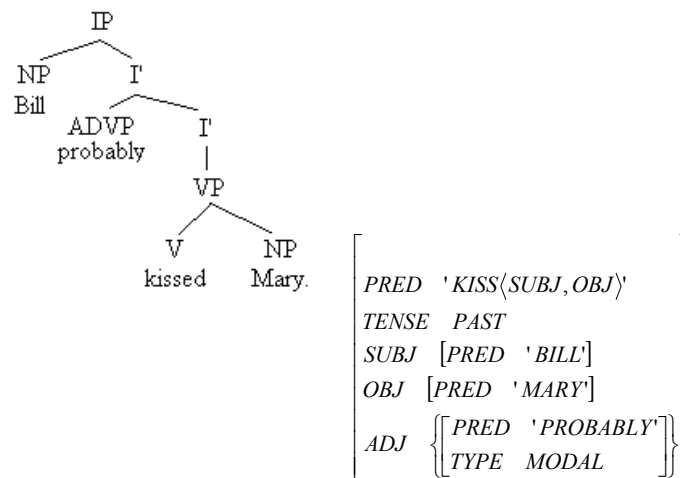 IP
NP I'
Bill
ADVP I'
probably
VP
V NP
kissed Mary.
PRED 'KISS⟨SUBJ, OBJ⟩'
TENSE PAST
SUBJ [PRED 'BILL']
OBJ [PRED 'MARY']
ADJ {[PRED 'PROBABLY'
TYPE MODAL]}